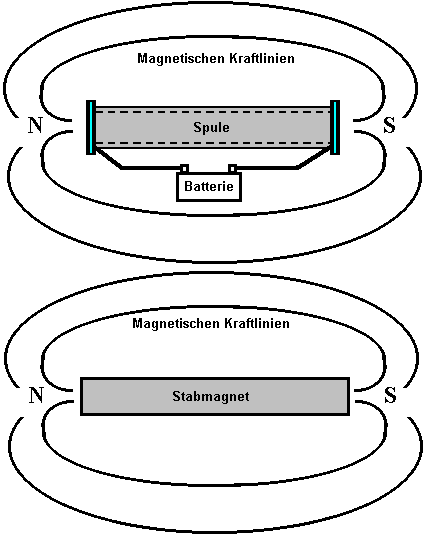 Magnetischen Kraftlinien
N Spule S
Batterie
Magnetischen Kraftlinien
N Stabmagnet S